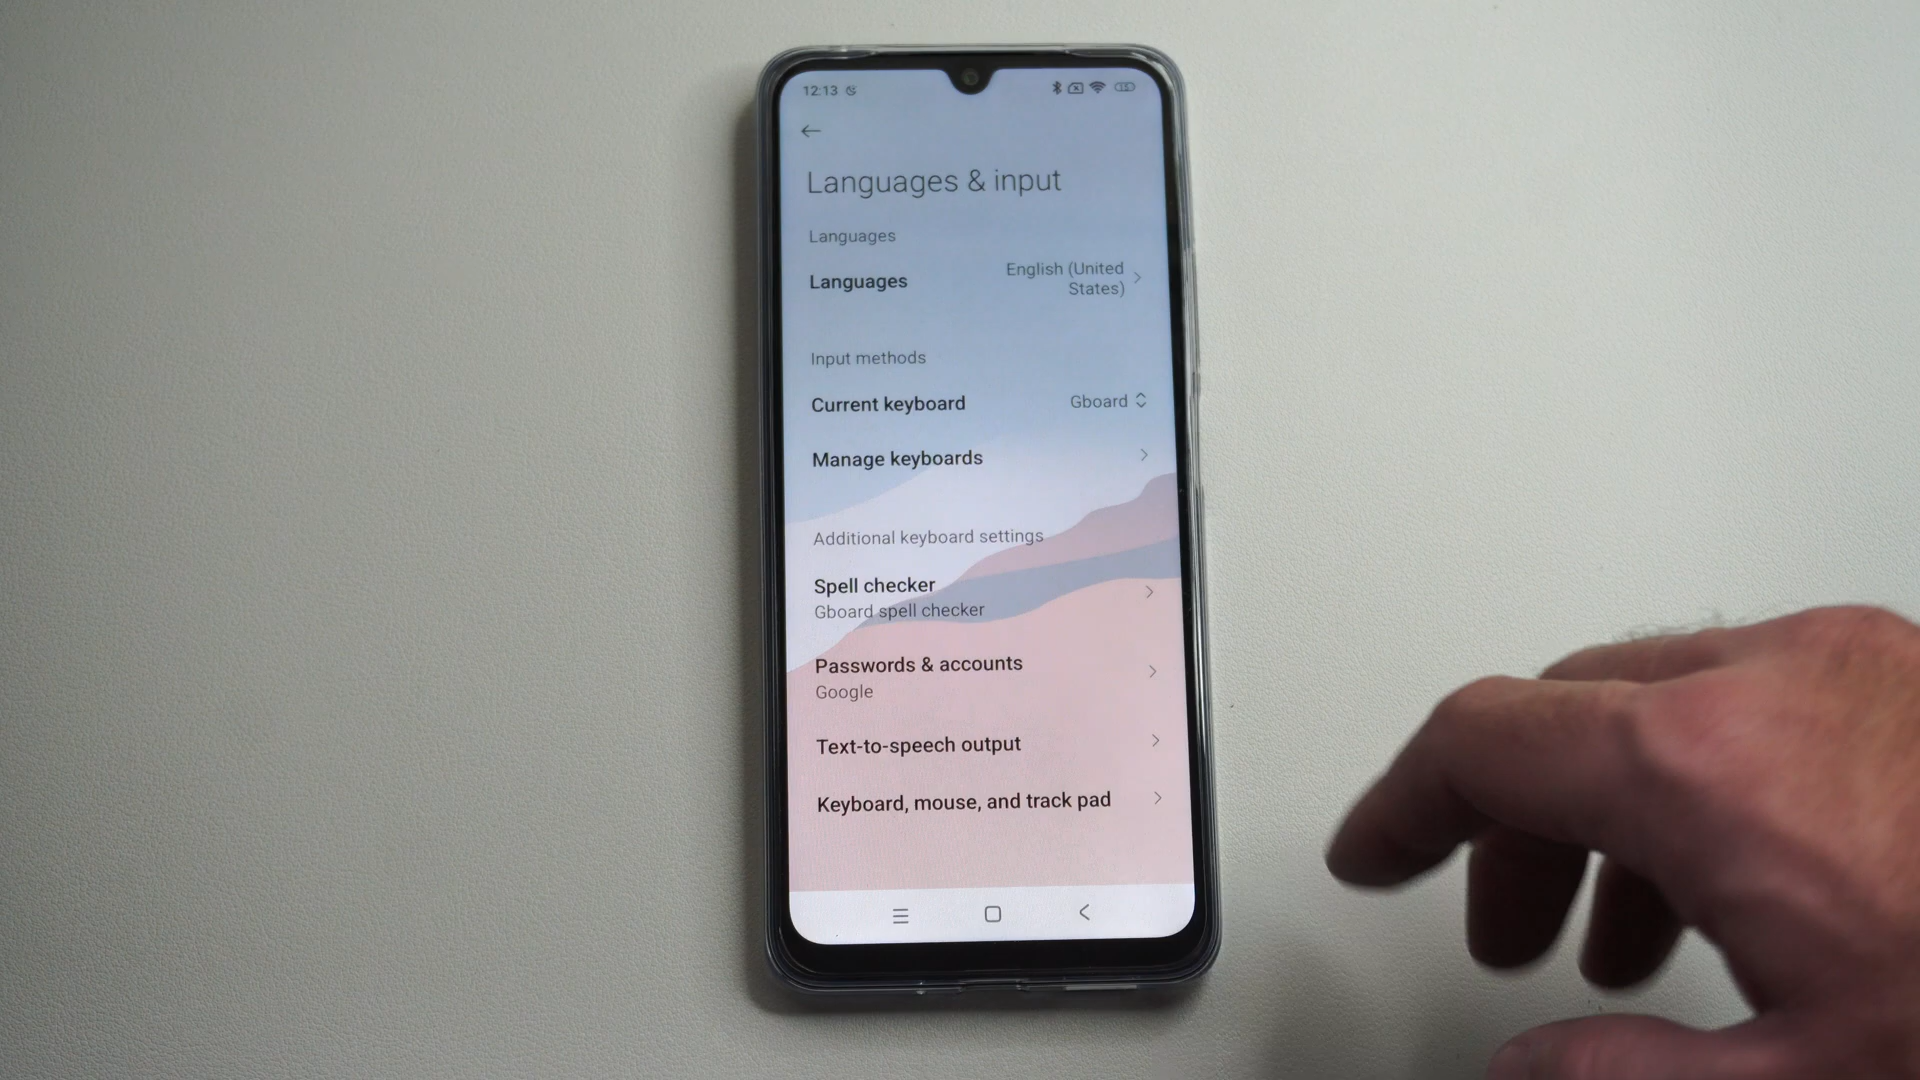 12:13
Languages & input
Languages
Languages
English (United
States)
Input methods
Current keyboard
Gboard
Manage keyboards
Additional keyboard settings
Spell checker
Gboard spell checker
Passwords & accounts
Google
Text-to-speech output
Keyboard, mouse, and track pad